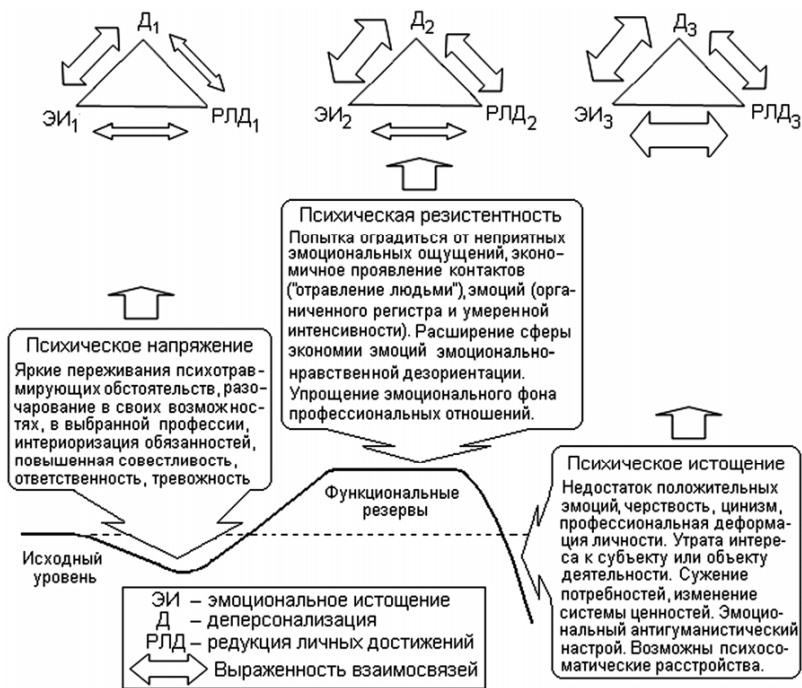 Д1
ЭИ1
РЛД1
Д2
ЭИ2
РЛД2
Д3
ЭИ3
РЛД3
Психическая резистентность
Попытка оградиться от неприятных
эмоциональных ощущений, эконо-
мичное проявление контактов
("отравление людьми"), эмоций (орга-
ниченного регистра и умеренной
интенсивности). Расширение сферы
экономии эмоций эмоционально-
нравственной дезориентации.
Упрощение эмоционального фона
профессиональных отношений.
Психическое напряжение
Яркие переживания психотрав-
мирующих обстоятельств, разо-
чарование в своих возможнос-
тях, в выбранной профессии,
интериоризация обязанностей,
повышенная совестливость,
ответственность, тревожность
Психическое истощение
Недостаток положительных
эмоций, черствость, цинизм,
профессиональная деформа-
ция личности. Утрата интере-
са к субъекту или объекту
деятельности. Сужение
потребностей, изменение
системы ценностей. Эмоцио-
нальный антигуманистический
настрой. Возможны психосо-
матические расстройства.
Функциональные
резервы
Исходный
уровень
ЭИ – эмоциональное истощение
Д – деперсонализация
РЛД – редукция личных достижений
Выраженность взаимосвязей